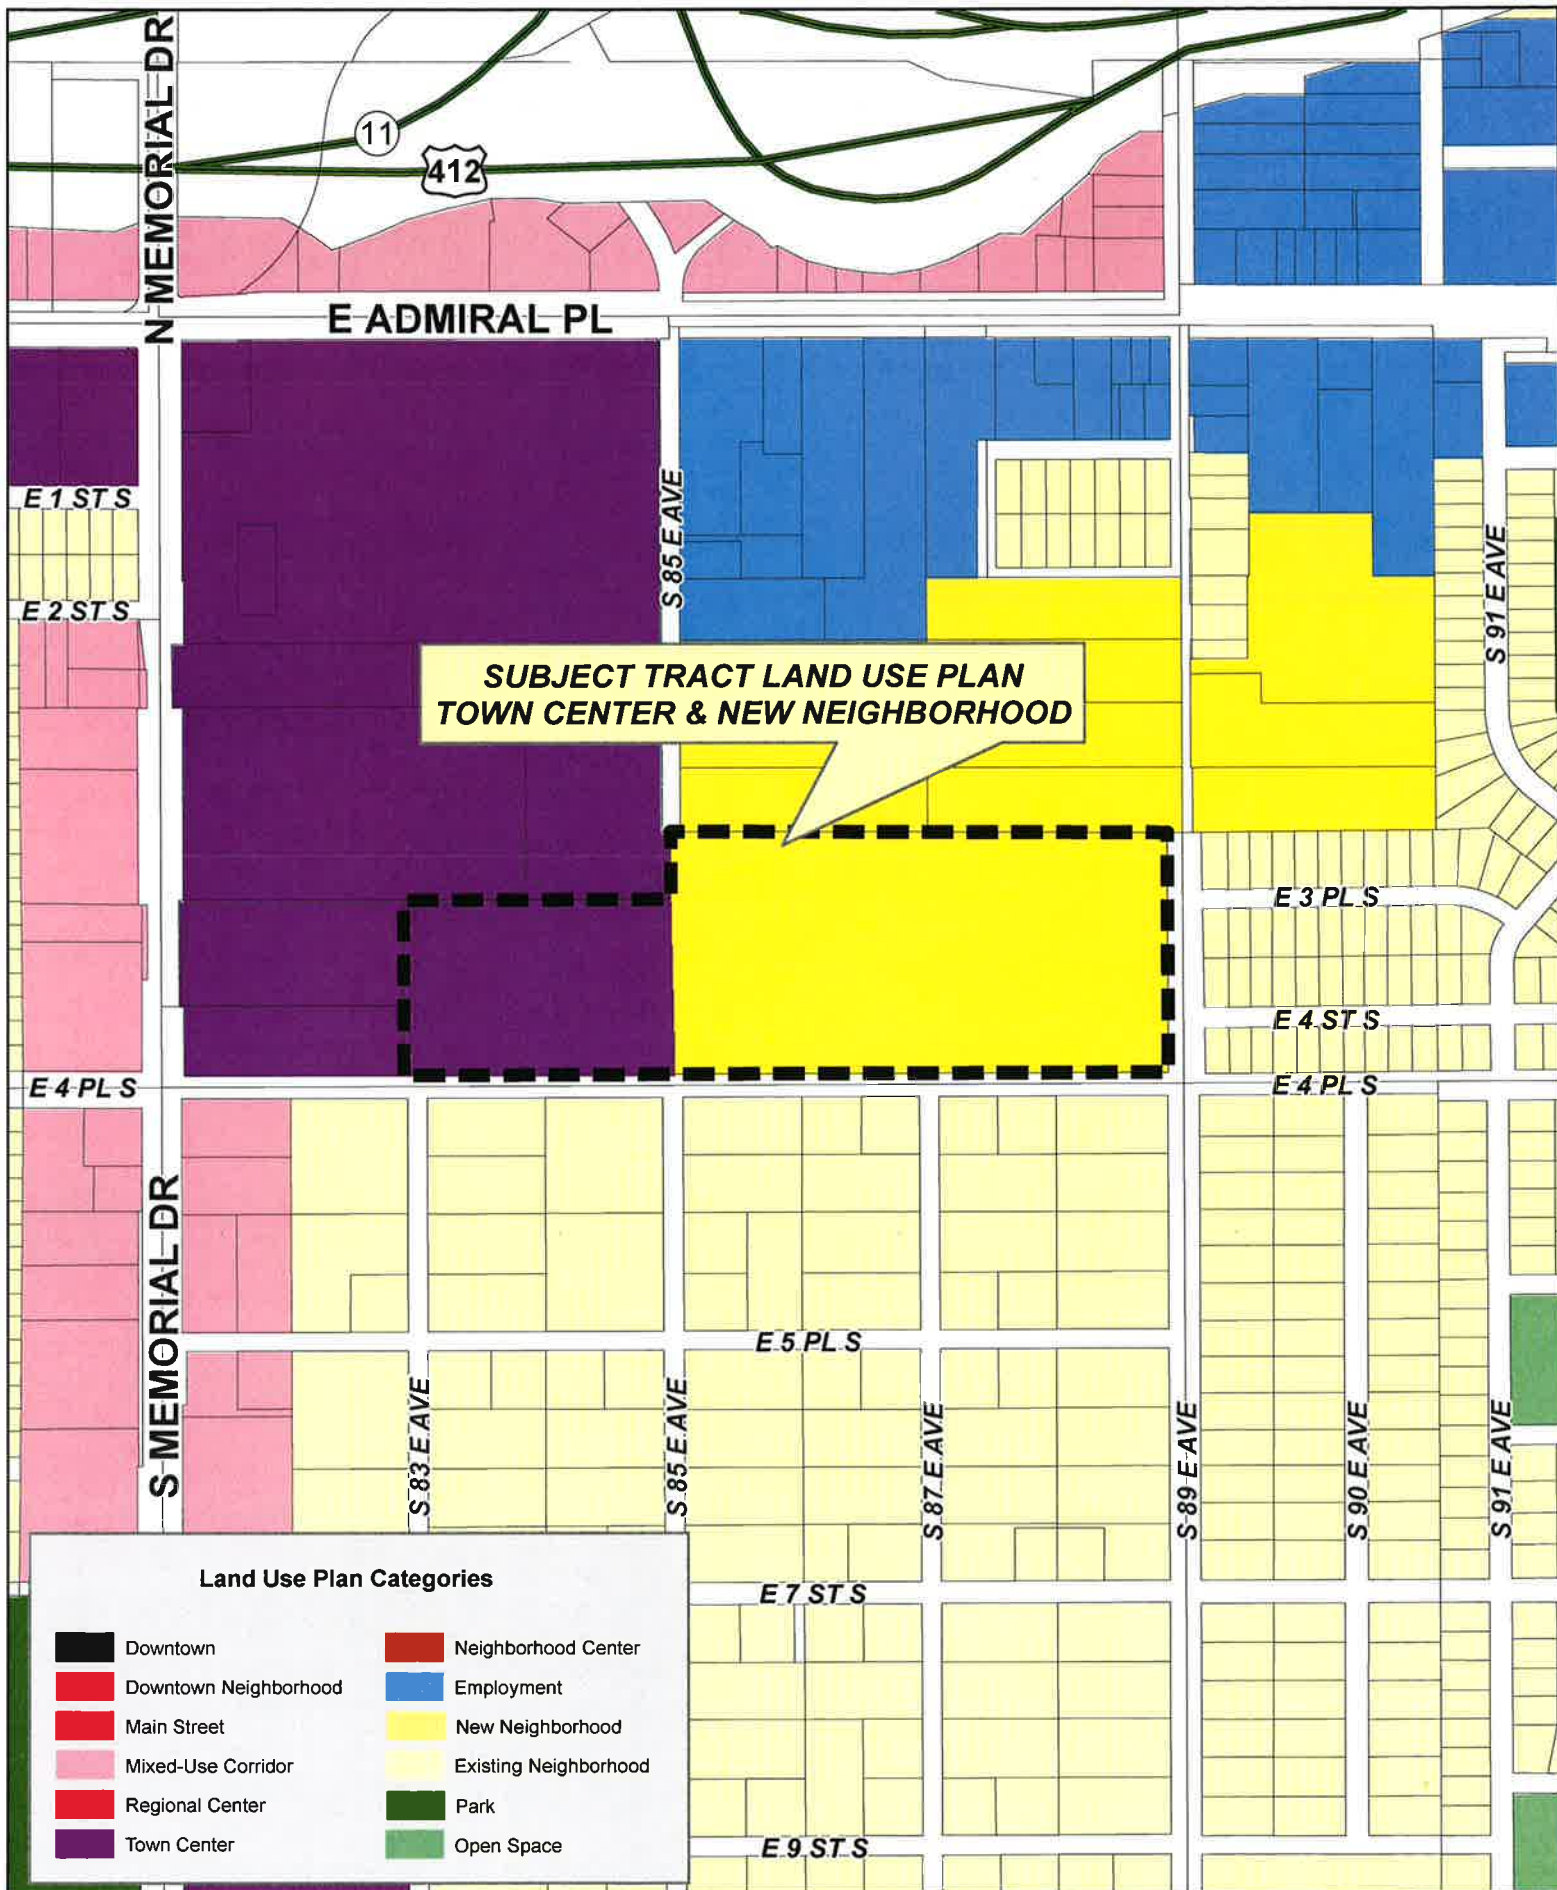 N MEMORIAL DR
11
412
E ADMIRAL PL
E 1 ST S
S 85 E AVE
S 91 E AVE
E 2 ST S
SUBJECT TRACT LAND USE PLAN
TOWN CENTER & NEW NEIGHBORHOOD
E 3 PL S
E 4 ST S
E 4 PL S
E 4 PL S
S MEMORIAL DR
E 5 PL S
S 83 E AVE
S 85 E AVE
S 87 E AVE
S 89 E AVE
S 90 E AVE
S 91 E AVE
E 7 ST S
E 9 ST S
Land Use Plan Categories
Downtown
Downtown Neighborhood
Main Street
Mixed-Use Corridor
Regional Center
Town Center
Neighborhood Center
Employment
New Neighborhood
Existing Neighborhood
Park
Open Space